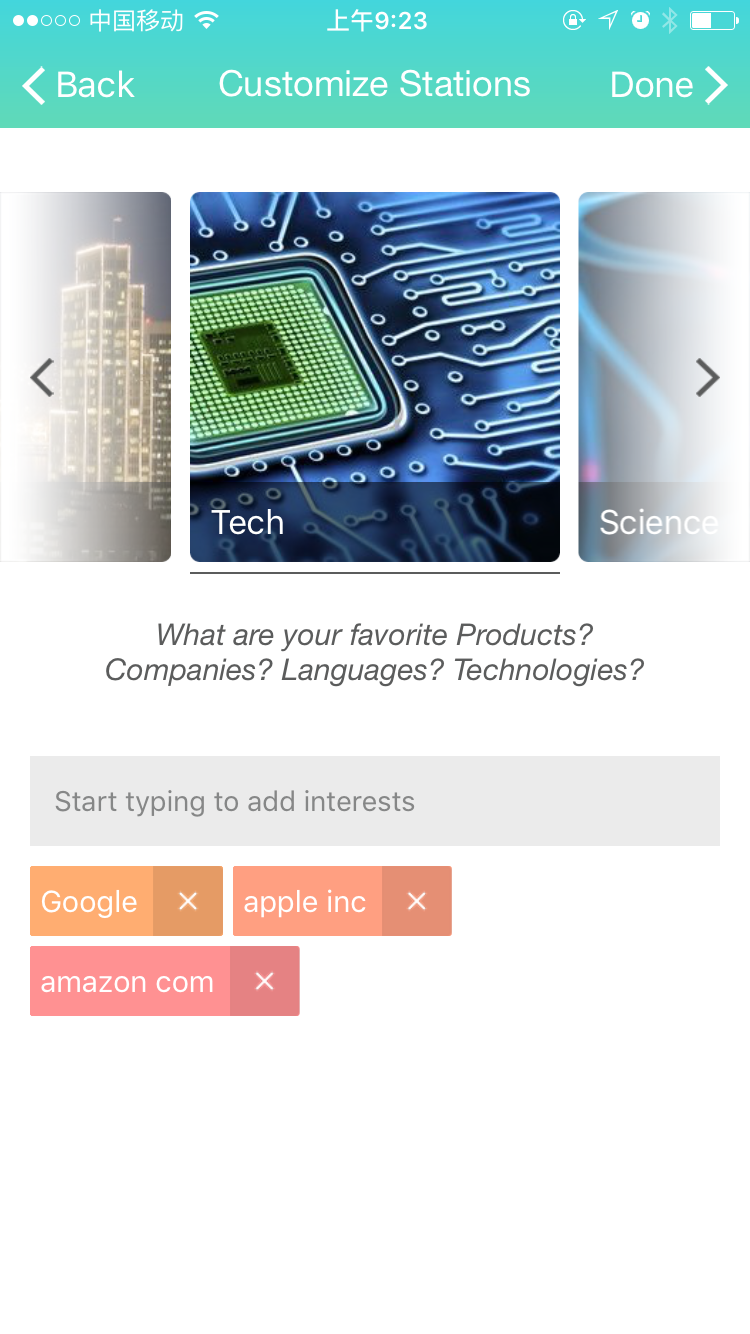 中国移动 上午9:23
Back Customize Stations Done
Tech
Science
What are your favorite Products?
Companies? Languages? Technologies?
Start typing to add interests
Google
apple inc
amazon com